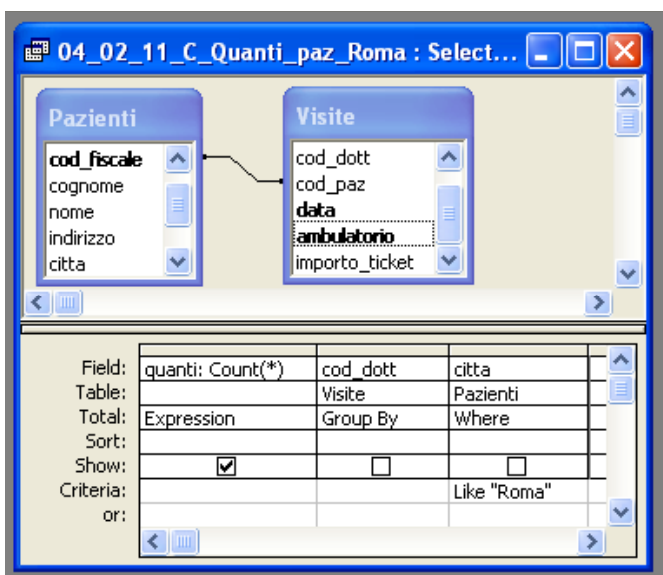 04_02_11_C_Quanti_paz_Roma : Select...
Pazienti
cod_fiscale
cognome
nome
indirizzo
citta
Visite
cod_dott
cod_paz
data
ambulatorio
importo_ticket
Field: quanti: Count(*) cod_dott citta
Table: Visite Pazienti
Total: Expression Group By Where
Sort:
Show:
Criteria: Like "Roma"
or: